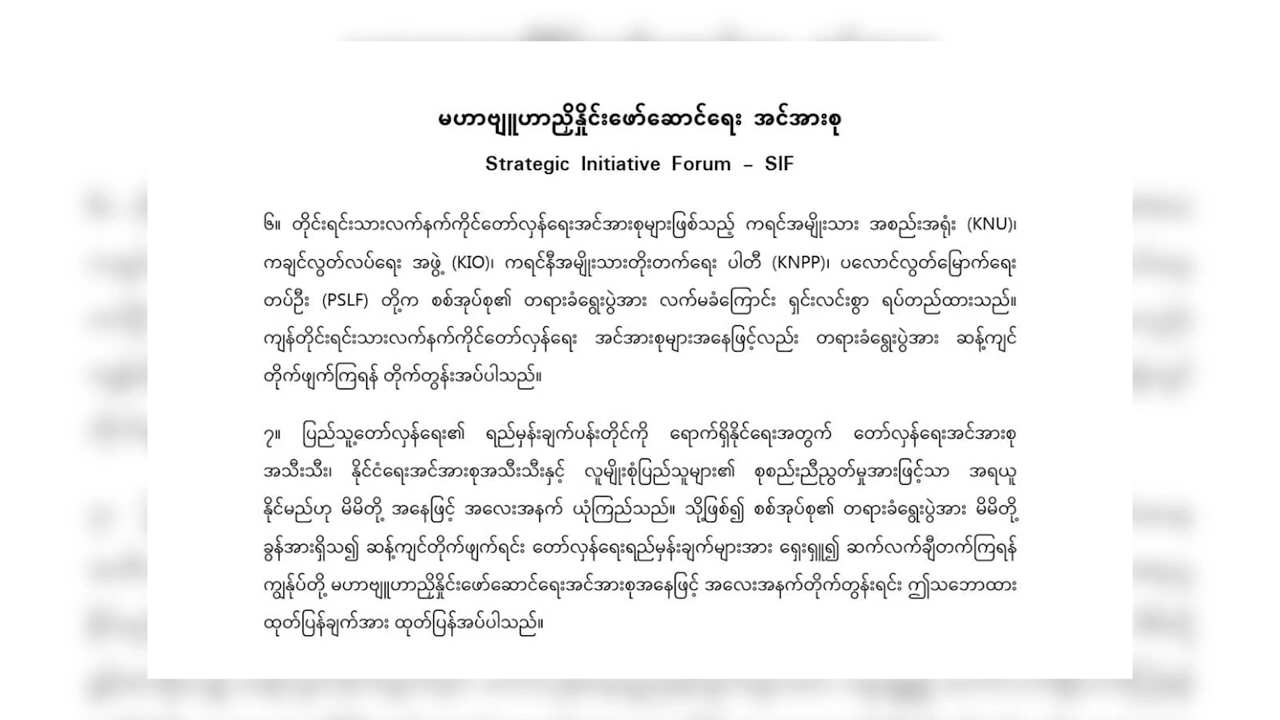 မဟာဗျူဟာညှိနှိုင်းဖော်ဆောင်ရေး အင်အားစု
Strategic Initiative Forum – SIF
၆။ တိုင်းရင်းသားလက်နက်ကိုင်တော်လှန်ရေးအင်အားစုများဖြစ်သည့် ကရင်အမျိုးသား အစည်းအရုံး (KNU)၊
ကချင်လွတ်လပ်ရေး အဖွဲ့ (KIO)၊ ကရင်နီအမျိုးသားတိုးတက်ရေး ပါတီ (KNPP)၊ ပလောင်လွတ်မြောက်ရေး
တပ်ဦး (PSLF) တို့က စစ်အုပ်စု၏ တရားခံရွေးပွဲအား လက်မခံကြောင်း ရှင်းလင်းစွာ ရပ်တည်ထားသည်။
ကျန်တိုင်းရင်းသားလက်နက်ကိုင်တော်လှန်ရေး အင်အားစုများအနေဖြင့်လည်း တရားခံရွေးပွဲအား ဆန့်ကျင်
တိုက်ဖျက်ကြရန် တိုက်တွန်းအပ်ပါသည်။
၇။ ပြည်သူ့တော်လှန်ရေး၏ ရည်မှန်းချက်ပန်းတိုင်ကို ရောက်ရှိနိုင်ရေးအတွက် တော်လှန်ရေးအင်အားစု
အသီးသီး၊ နိုင်ငံရေးအင်အားစုအသီးသီးနှင့် လူမျိုးစုံပြည်သူများ၏ စုစည်းညီညွတ်မှုအားဖြင့်သာ အရယူ
နိုင်မည်ဟု မိမိတို့ အနေဖြင့် အလေးအနက် ယုံကြည်သည်။ သို့ဖြစ်၍ စစ်အုပ်စု၏ တရားခံရွေးပွဲအား မိမိတို့
ခွန်အားရှိသ၍ ဆန့်ကျင်တိုက်ဖျက်ရင်း တော်လှန်ရေးရည်မှန်းချက်များအား ရှေးရှူ၍ ဆက်လက်ချီတက်ကြရန်
ကျွန်ုပ်တို့ မဟာဗျူဟာညှိနှိုင်းဖော်ဆောင်ရေးအင်အားစုအနေဖြင့် အလေးအနက်တိုက်တွန်းရင်း ဤသဘောထား
ထုတ်ပြန်ချက်အား ထုတ်ပြန်အပ်ပါသည်။